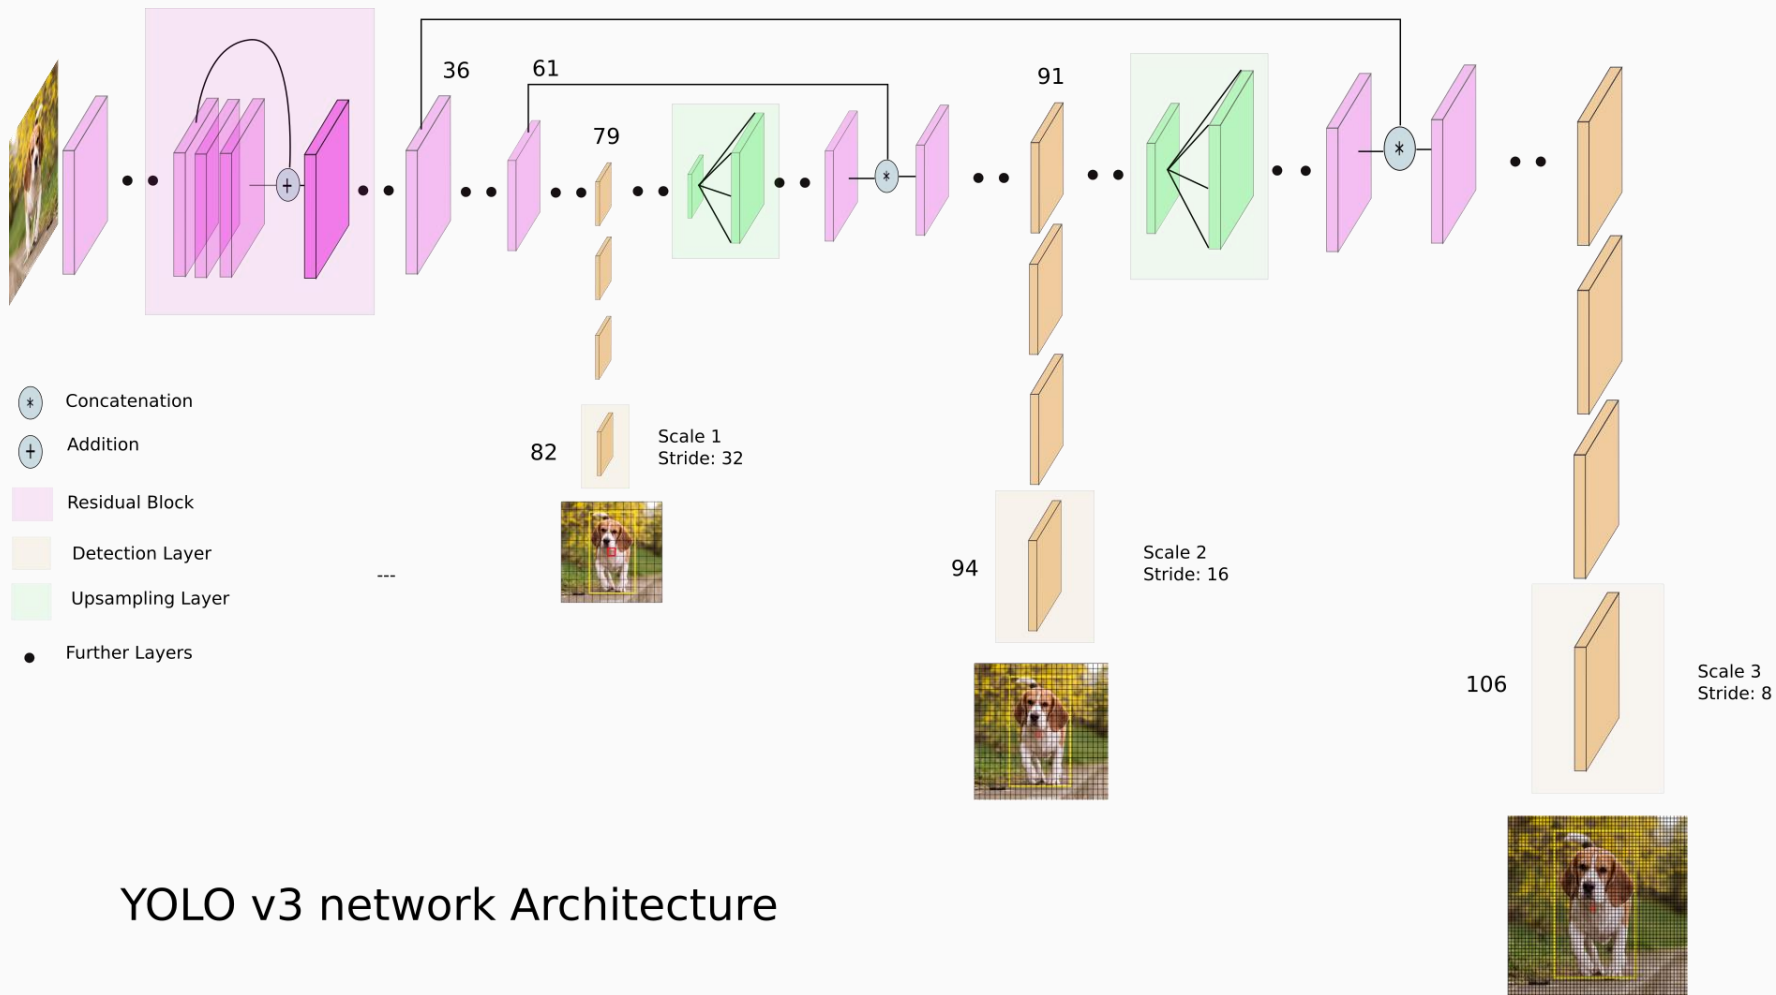 36
61
91
79
Concatenation
Addition
Residual Block
Detection Layer
Upsampling Layer
Further Layers
---
82
Scale 1
Stride: 32
94
Scale 2
Stride: 16
106
Scale 3
Stride: 8
YOLO v3 network Architecture